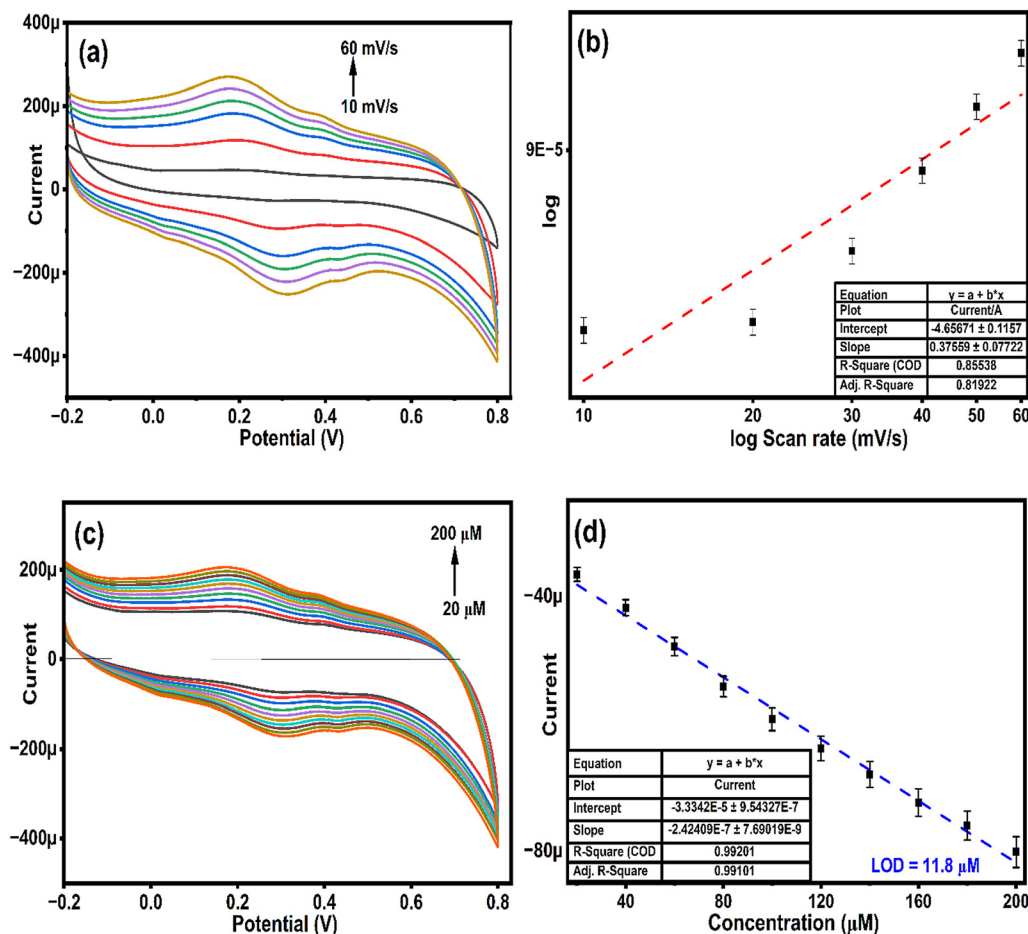 (a)
60 mV/s
10 mV/s
400µ
200µ
0
−200µ
−400µ
Current
−0.2 0.0 0.2 0.4 0.6 0.8
Potential (V)
(b)
9E−5
log
Equation y = a + b*x
Plot Current/A
Intercept -4.65671 ± 0.1157
Slope 0.37559 ± 0.07722
R-Square (COD 0.85538
Adj. R-Square 0.81922
10 20 30 40 50 60
log Scan rate (mV/s)
(c)
200 µM
20 µM
200µ
0
−200µ
−400µ
Current
−0.2 0.0 0.2 0.4 0.6 0.8
Potential (V)
(d)
−40µ
−80µ
Current
Equation y = a + b*x
Plot Current
Intercept -3.3342E-5 ± 9.54327E-7
Slope -2.42409E-7 ± 7.69019E-9
R-Square (COD 0.99201
Adj. R-Square 0.99101
LOD = 11.8 µM
40 80 120 160 200
Concentration (µM)